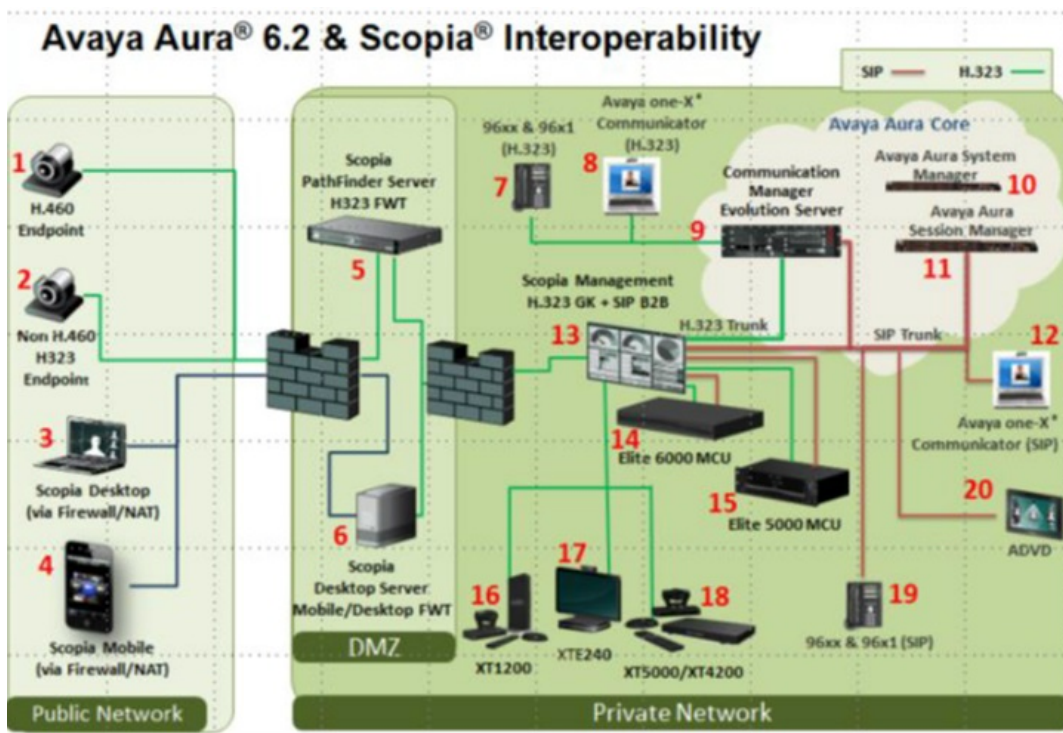 Avaya Aura® 6.2 & Scopia® Interoperability
SIP
H.323
1
H.460
Endpoint
2
Non H.460
H323
Endpoint
3
Scopia Desktop
(via Firewall/NAT)
4
Scopia Mobile
(via Firewall/NAT)
Public Network
Scopia
PathFinder Server
H323 FWT
5
6
Scopia
Desktop Server
Mobile/Desktop FWT
DMZ
96xx & 96x1
(H.323)
7
Avaya one-X®
Communicator
(H.323)
8
Avaya Aura Core
Communication
Manager
Evolution Server
9
Avaya Aura System
Manager
10
Avaya Aura
Session Manager
11
Scopia Management
H.323 GK + SIP B2B
13
H.323 Trunk
SIP Trunk
12
Avaya one-X®
Communicator (SIP)
14
Elite 6000 MCU
15
Elite 5000 MCU
20
ADVD
16
XT1200
17
XTE240
18
XT5000/XT4200
19
96xx & 96x1 (SIP)
Private Network